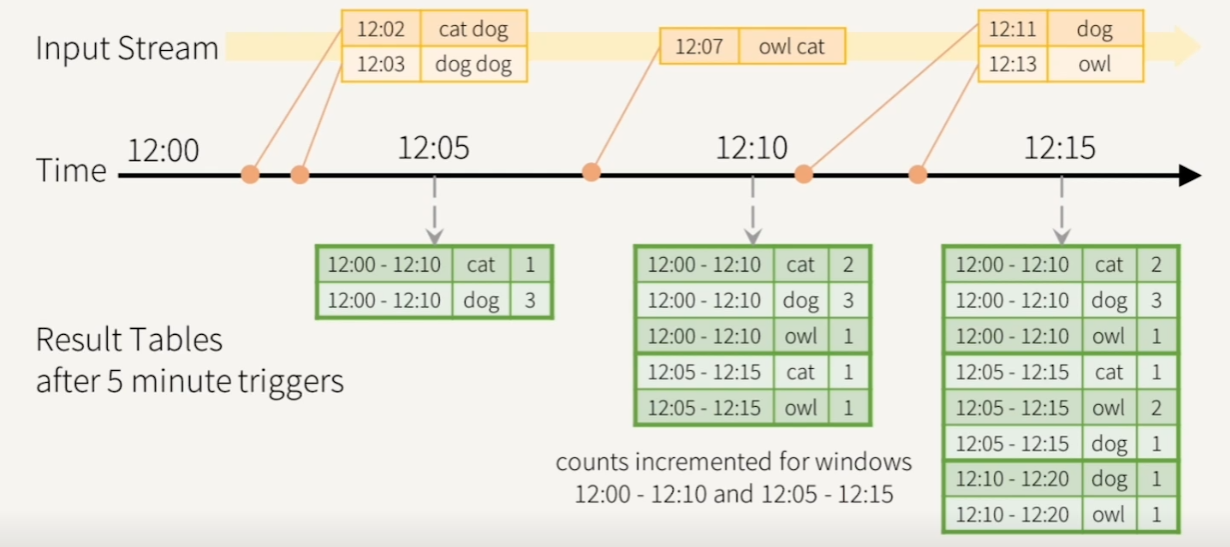 Input Stream
12:02 cat dog
12:03 dog dog
12:07 owl cat
12:11 dog
12:13 owl
Time
12:00
12:05
12:10
12:15
Result Tables
after 5 minute triggers
12:00 - 12:10 cat 1
12:00 - 12:10 dog 3
12:00 - 12:10 cat 2
12:00 - 12:10 dog 3
12:00 - 12:10 owl 1
12:05 - 12:15 cat 1
12:05 - 12:15 owl 1
counts incremented for windows
12:00 - 12:10 and 12:05 - 12:15
12:00 - 12:10 cat 2
12:00 - 12:10 dog 3
12:00 - 12:10 owl 1
12:05 - 12:15 cat 1
12:05 - 12:15 owl 2
12:05 - 12:15 dog 1
12:10 - 12:20 dog 1
12:10 - 12:20 owl 1